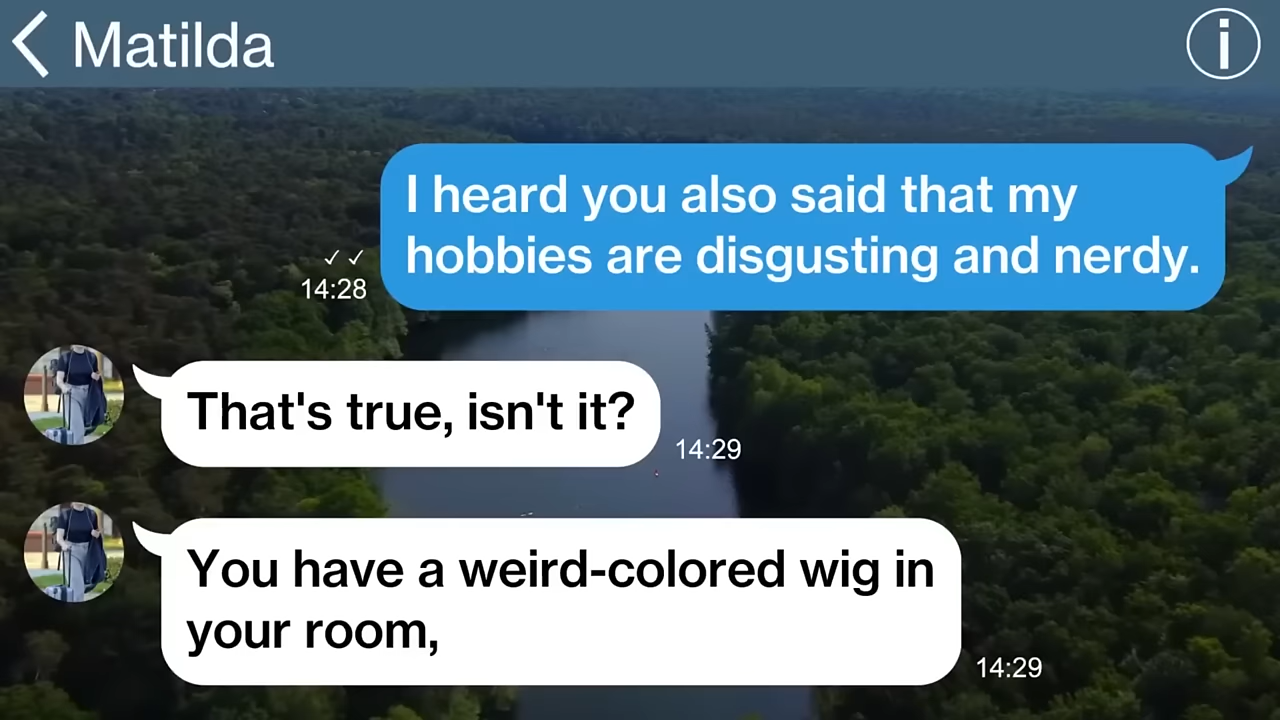 Matilda
i
I heard you also said that my
hobbies are disgusting and nerdy.
14:28
That's true, isn't it?
14:29
You have a weird-colored wig in
your room,
14:29